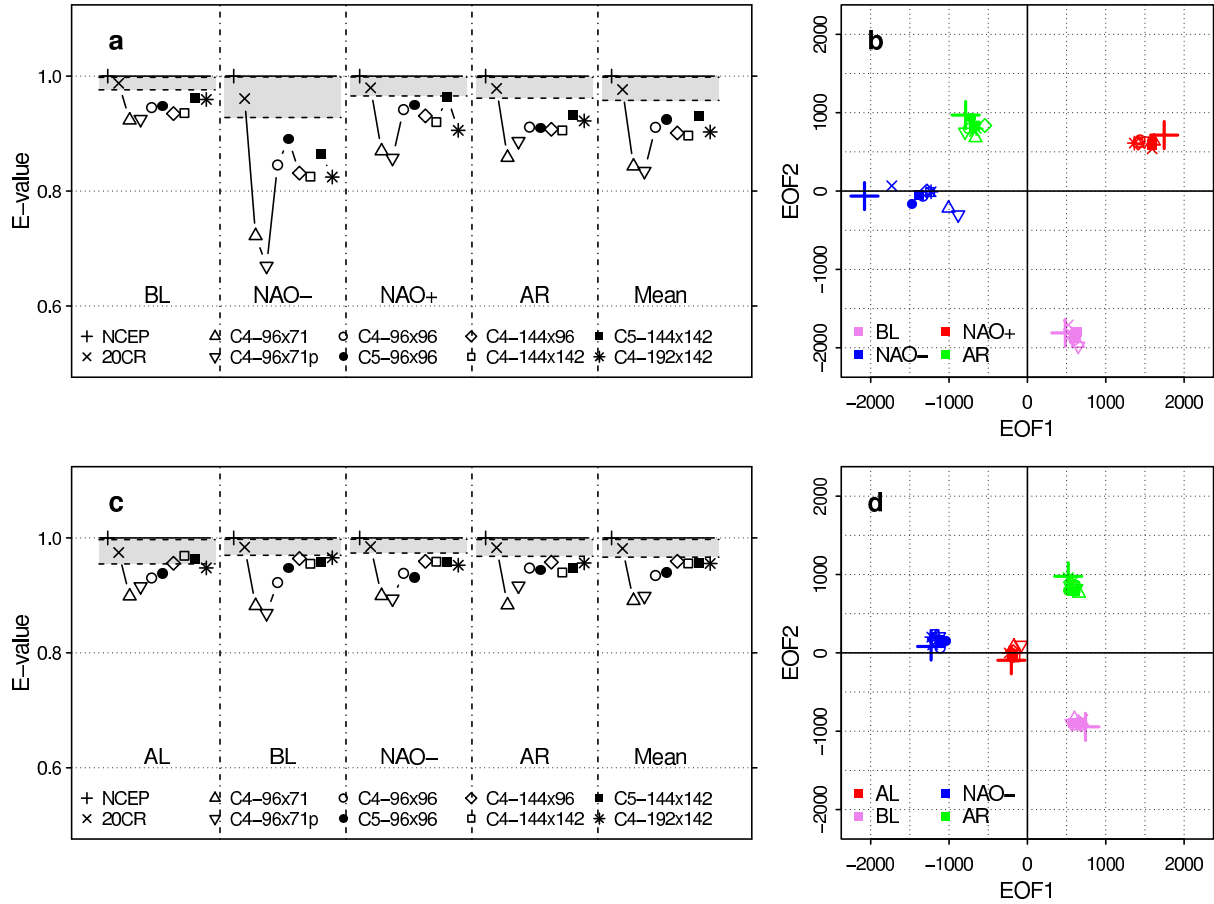 a
1.0
0.8
0.6
E−value
BL NAO− NAO+ AR Mean
NCEP C4−96x71 C4−96x96 C4−144x96 C5−144x142
20CR C4−96x71p C5−96x96 C4−144x142 C4−192x142
b
2000
1000
0
−1000
−2000
EOF2
BL NAO+
NAO− AR
−2000 −1000 0 1000 2000
EOF1
c
1.0
0.8
0.6
E−value
AL BL NAO− AR Mean
NCEP C4−96x71 C4−96x96 C4−144x96 C5−144x142
20CR C4−96x71p C5−96x96 C4−144x142 C4−192x142
d
2000
1000
0
−1000
−2000
EOF2
AL NAO−
BL AR
−2000 −1000 0 1000 2000
EOF1